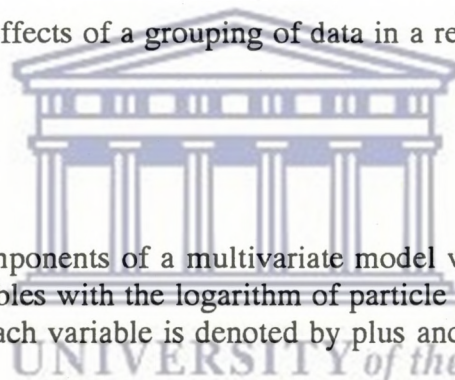 ffects of a grouping of data in a re
nponents of a multivariate model v
bles with the logarithm of particle
ach variable is denoted by plus and
UNIVERSITY of the